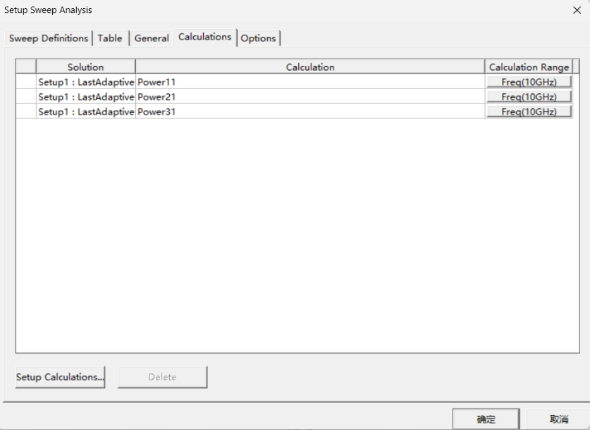 Setup Sweep Analysis
Sweep Definitions Table General Calculations Options
Solution Calculation Calculation Range
Setup1 : LastAdaptive Power11 Freq(10GHz)
Setup1 : LastAdaptive Power21 Freq(10GHz)
Setup1 : LastAdaptive Power31 Freq(10GHz)
Setup Calculations... Delete
确定 取消